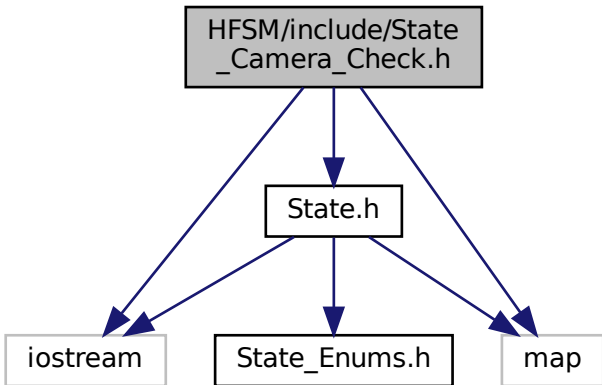 HFSM/include/State
_Camera_Check.h
State.h
iostream
State_Enums.h
map